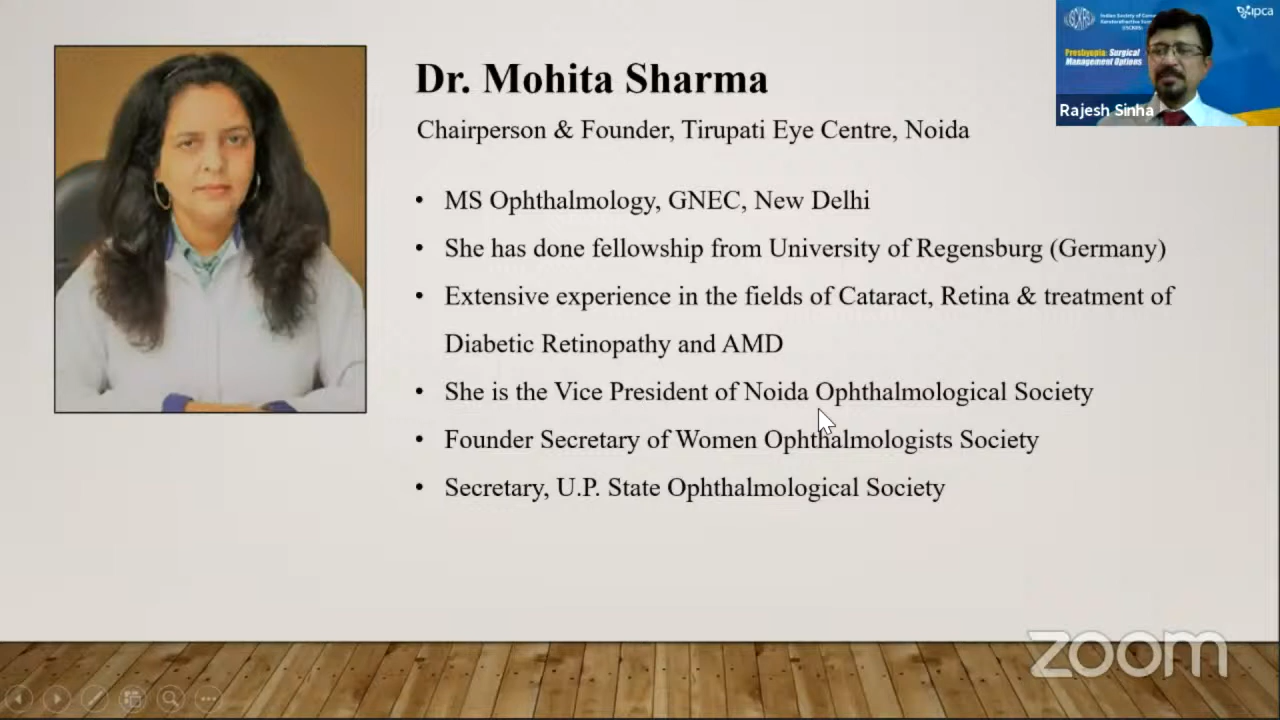 Dr. Mohita Sharma
Chairperson & Founder, Tirupati Eye Centre, Noida
• MS Ophthalmology, GNEC, New Delhi
• She has done fellowship from University of Regensburg (Germany)
• Extensive experience in the fields of Cataract, Retina & treatment of
Diabetic Retinopathy and AMD
• She is the Vice President of Noida Ophthalmological Society
• Founder Secretary of Women Ophthalmologists Society
• Secretary, U.P. State Ophthalmological Society
ipca
Indian Society of
Presbyopia: Surgical
Management Options
Rajesh Sinha
zoom